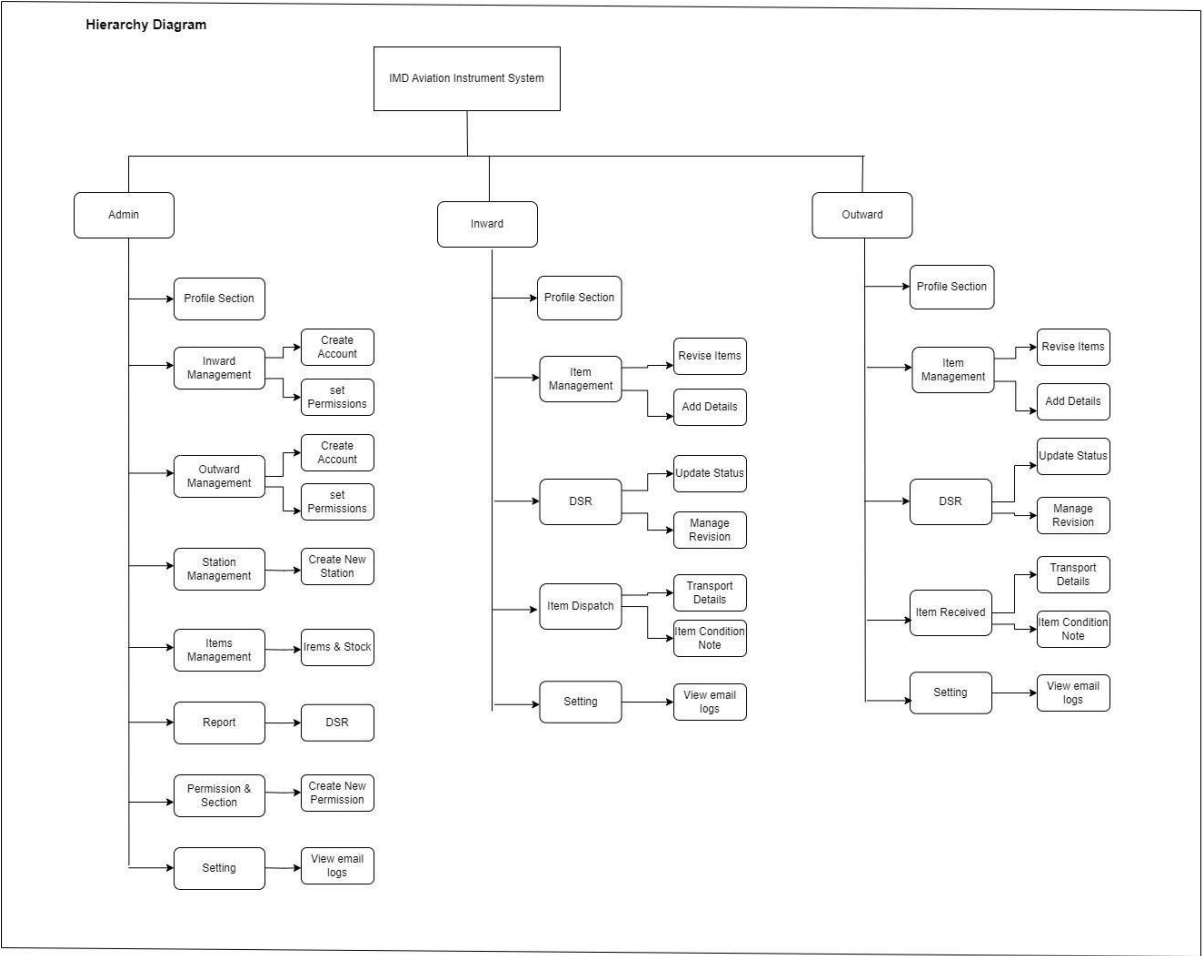 Hierarchy Diagram
IMD Aviation Instrument System
Admin
Profile Section
Inward
Management
Create
Account
set
Permissions
Outward
Management
Create
Account
set
Permissions
Station
Management
Create New
Station
Items
Management
Irems & Stock
Report
DSR
Permission &
Section
Create New
Permission
Setting
View email
logs
Inward
Profile Section
Item
Management
Revise Items
Add Details
DSR
Update Status
Manage
Revision
Item Dispatch
Transport
Details
Item Condition
Note
Setting
View email
logs
Outward
Profile Section
Item
Management
Revise Items
Add Details
DSR
Update Status
Manage
Revision
Item Received
Transport
Details
Item Condition
Note
Setting
View email
logs